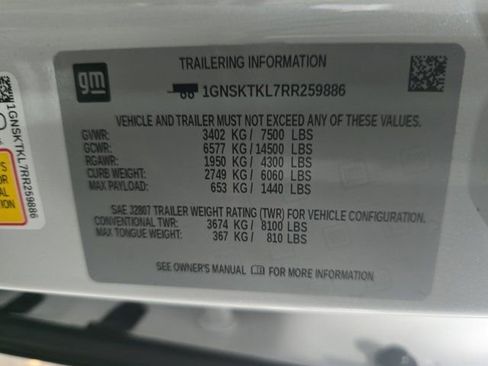 gm
TRAILERING INFORMATION
1GNSKTKL7RR259886
VEHICLE AND TRAILER MUST NOT EXCEED ANY OF THESE VALUES.
GVWR: 3402 KG / 7500 LBS
GCWR: 6577 KG / 14500 LBS
RGAWR: 1950 KG / 4300 LBS
CURB WEIGHT: 2749 KG / 6060 LBS
MAX PAYLOAD: 653 KG / 1440 LBS
SAE J2807 TRAILER WEIGHT RATING (TWR) FOR VEHICLE CONFIGURATION.
CONVENTIONAL TWR: 3674 KG / 8100 LBS
MAX TONGUE WEIGHT: 367 KG / 810 LBS
SEE OWNER'S MANUAL FOR MORE INFORMATION
1GNSKTKL7RR259886
OR
AL
TION